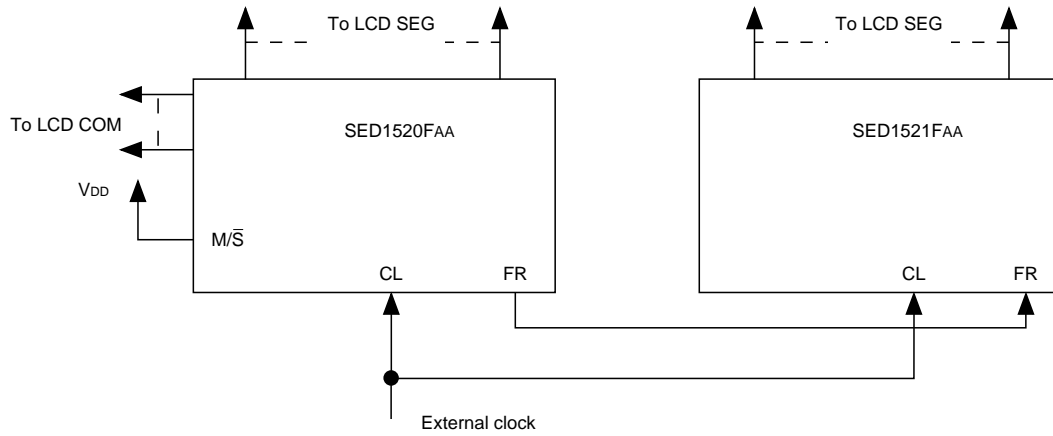 To LCD SEG
To LCD SEG
To LCD COM
SED1520FAA
SED1521FAA
VDD
M/S̅
CL
FR
CL
FR
External clock